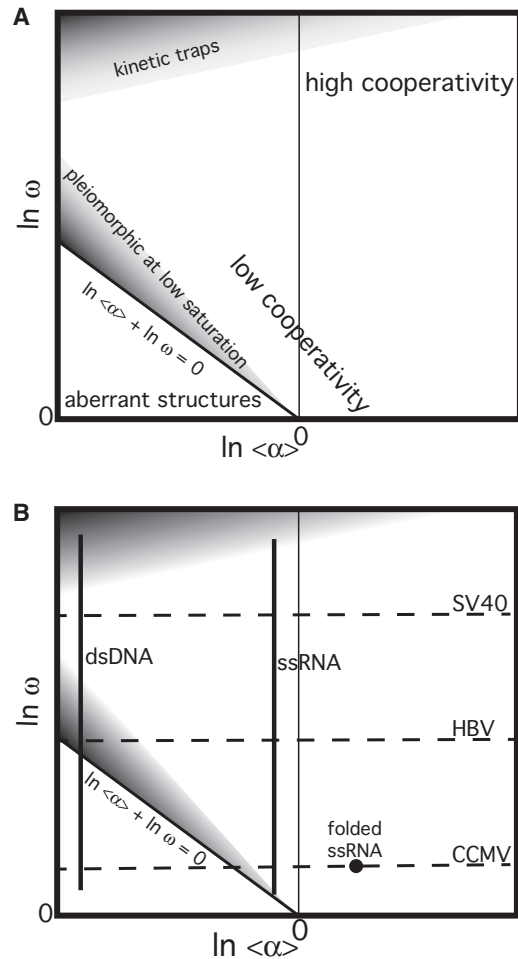 A
kinetic traps
high cooperativity
ln ω
pleiomorphic at low saturation
low cooperativity
ln <α> + ln ω = 0
aberrant structures
0
0
ln <α>
B
SV40
dsDNA
ssRNA
ln ω
HBV
ln <α> + ln ω = 0
folded
ssRNA
CCMV
0
0
ln <α>